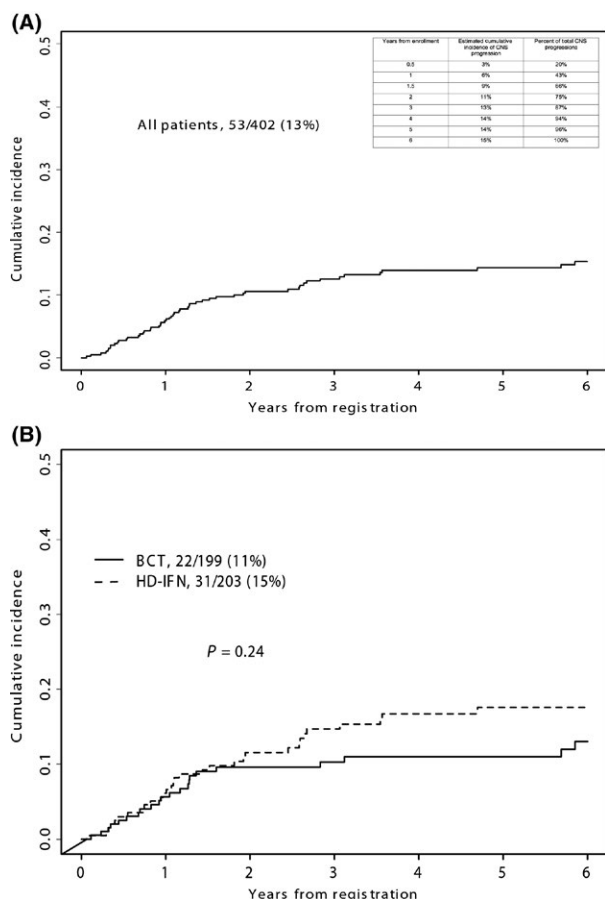 (A)
Years from enrollment Estimated cumulative incidence of CNS progression Percent of total CNS progressions
0.5 3% 20%
1 6% 43%
1.5 9% 66%
2 11% 75%
3 13% 87%
4 14% 94%
5 14% 96%
6 16% 100%
All patients, 53/402 (13%)
Cumulative incidence
0.5
0.4
0.3
0.2
0.1
0.0
0 1 2 3 4 5 6
Years from registration
(B)
BCT, 22/199 (11%)
HD-IFN, 31/203 (15%)
P = 0.24
Cumulative incidence
0.5
0.4
0.3
0.2
0.1
0.0
0 1 2 3 4 5 6
Years from registration